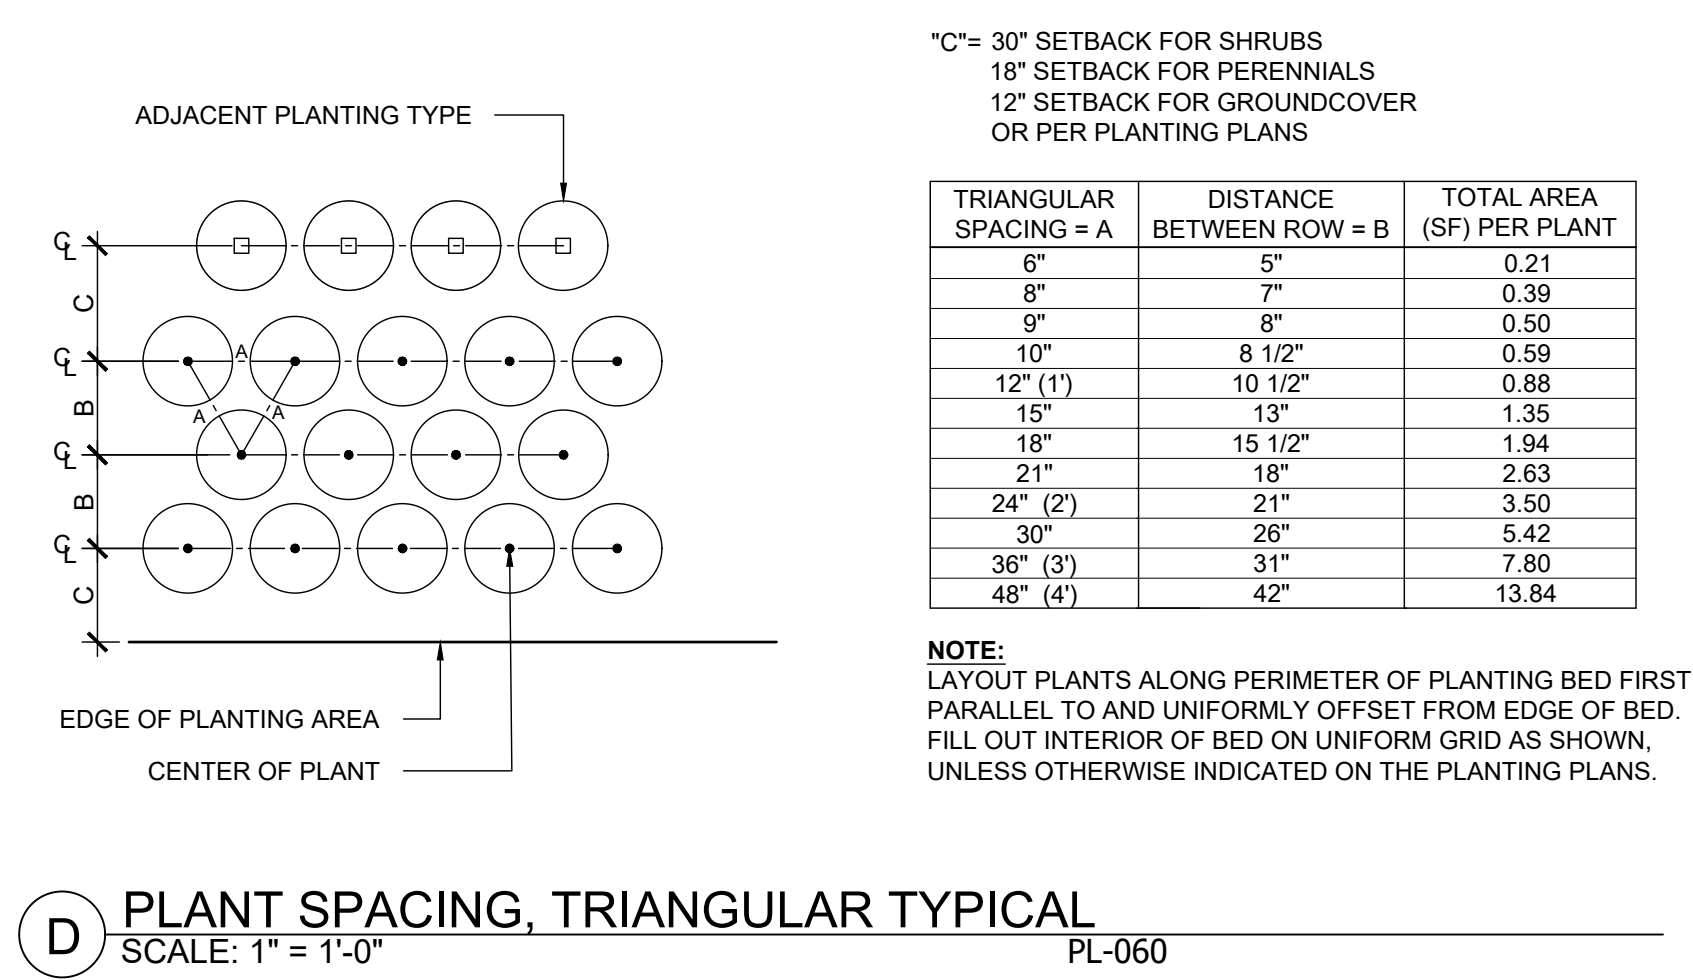 "C"= 30" SETBACK FOR SHRUBS
18" SETBACK FOR PERENNIALS
12" SETBACK FOR GROUNDCOVER
OR PER PLANTING PLANS
ADJACENT PLANTING TYPE
CL
C
CL
A
A
A
B
CL
B
CL
C
EDGE OF PLANTING AREA
CENTER OF PLANT
TRIANGULAR SPACING = A DISTANCE BETWEEN ROW = B TOTAL AREA (SF) PER PLANT
6" 5" 0.21
8" 7" 0.39
9" 8" 0.50
10" 8 1/2" 0.59
12" (1') 10 1/2" 0.88
15" 13" 1.35
18" 15 1/2" 1.94
21" 18" 2.63
24" (2') 21" 3.50
30" 26" 5.42
36" (3') 31" 7.80
48" (4') 42" 13.84
NOTE:
LAYOUT PLANTS ALONG PERIMETER OF PLANTING BED FIRST
PARALLEL TO AND UNIFORMLY OFFSET FROM EDGE OF BED.
FILL OUT INTERIOR OF BED ON UNIFORM GRID AS SHOWN,
UNLESS OTHERWISE INDICATED ON THE PLANTING PLANS.
D
PLANT SPACING, TRIANGULAR TYPICAL
SCALE: 1" = 1'-0" PL-060